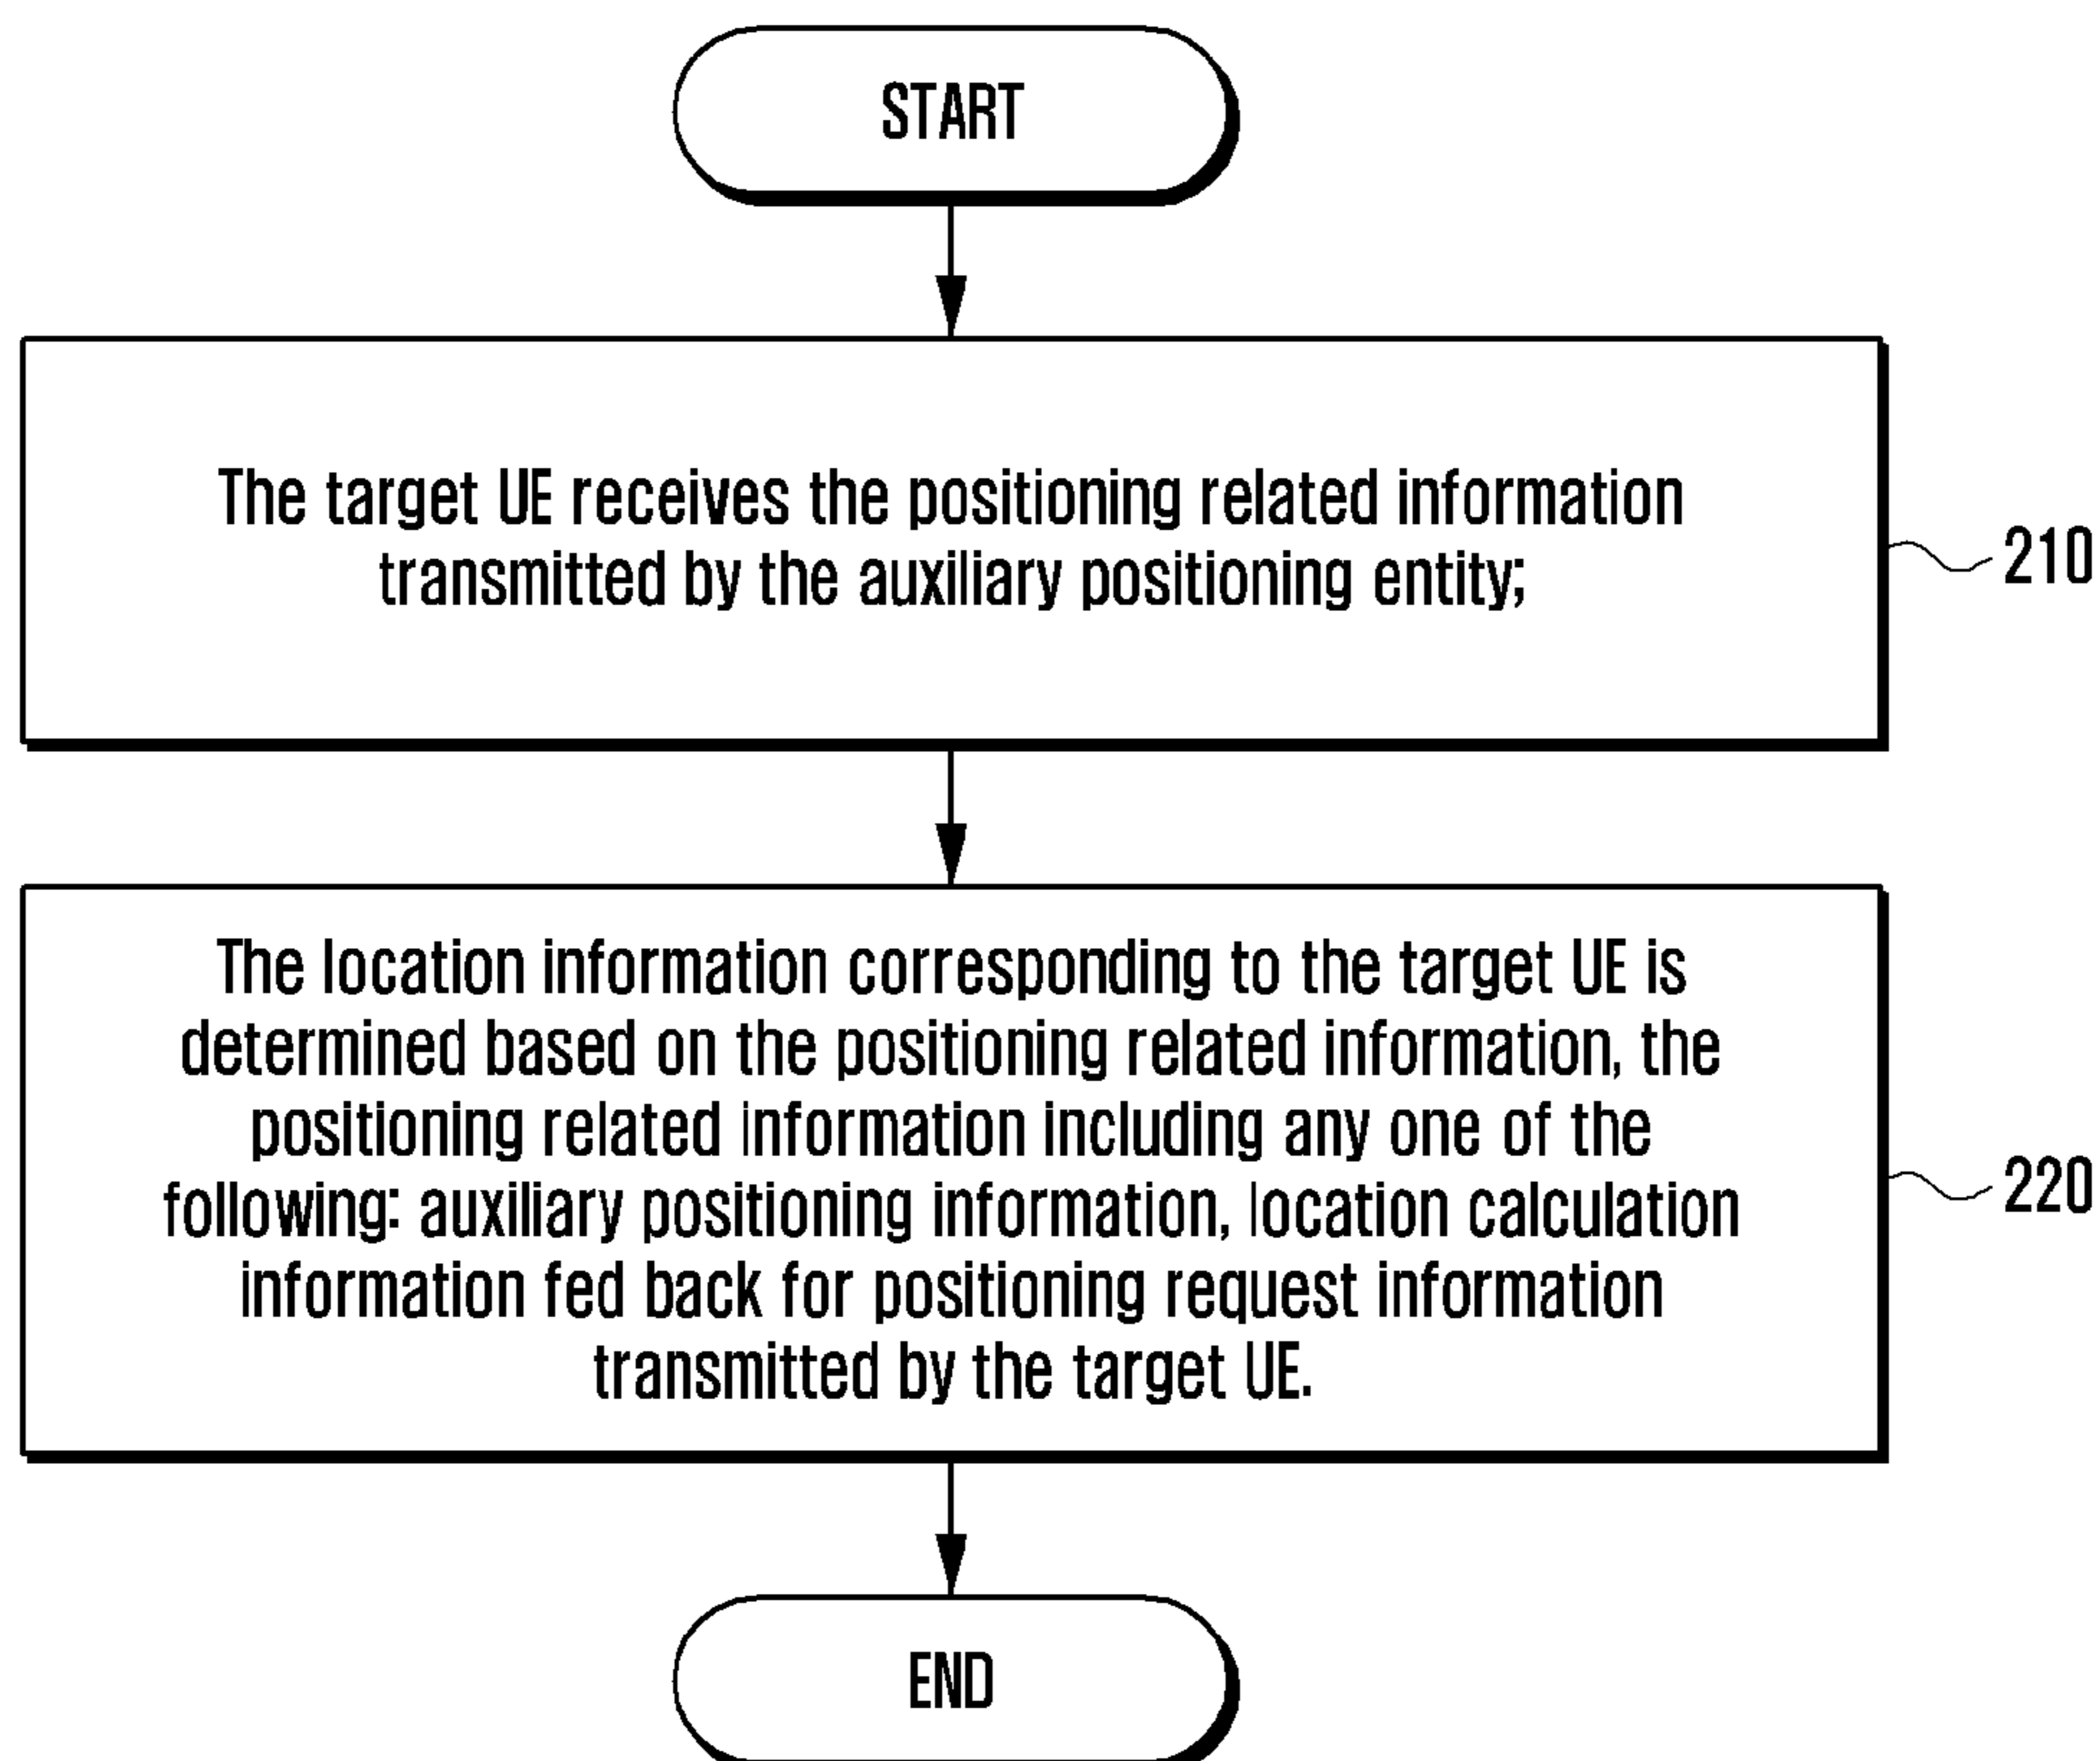 START
The target UE receives the positioning related information
transmitted by the auxiliary positioning entity;
210
The location information corresponding to the target UE is
determined based on the positioning related information, the
positioning related information including any one of the
following: auxiliary positioning information, location calculation
information fed back for positioning request information
transmitted by the target UE.
220
END